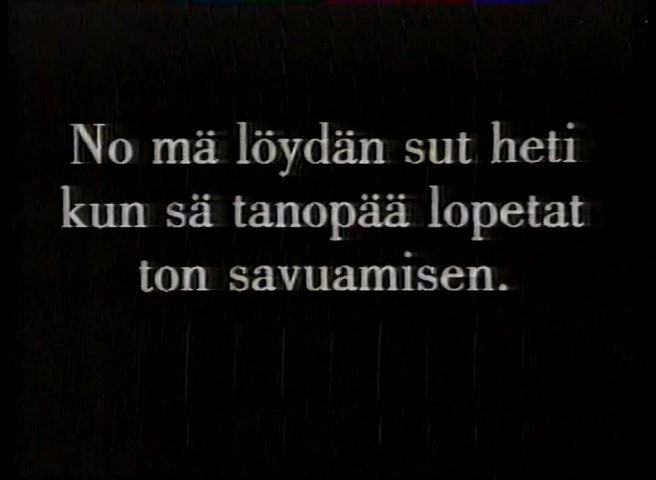 No mä löydän sut heti
kun sä tanopää lopetat
ton savuamisen.